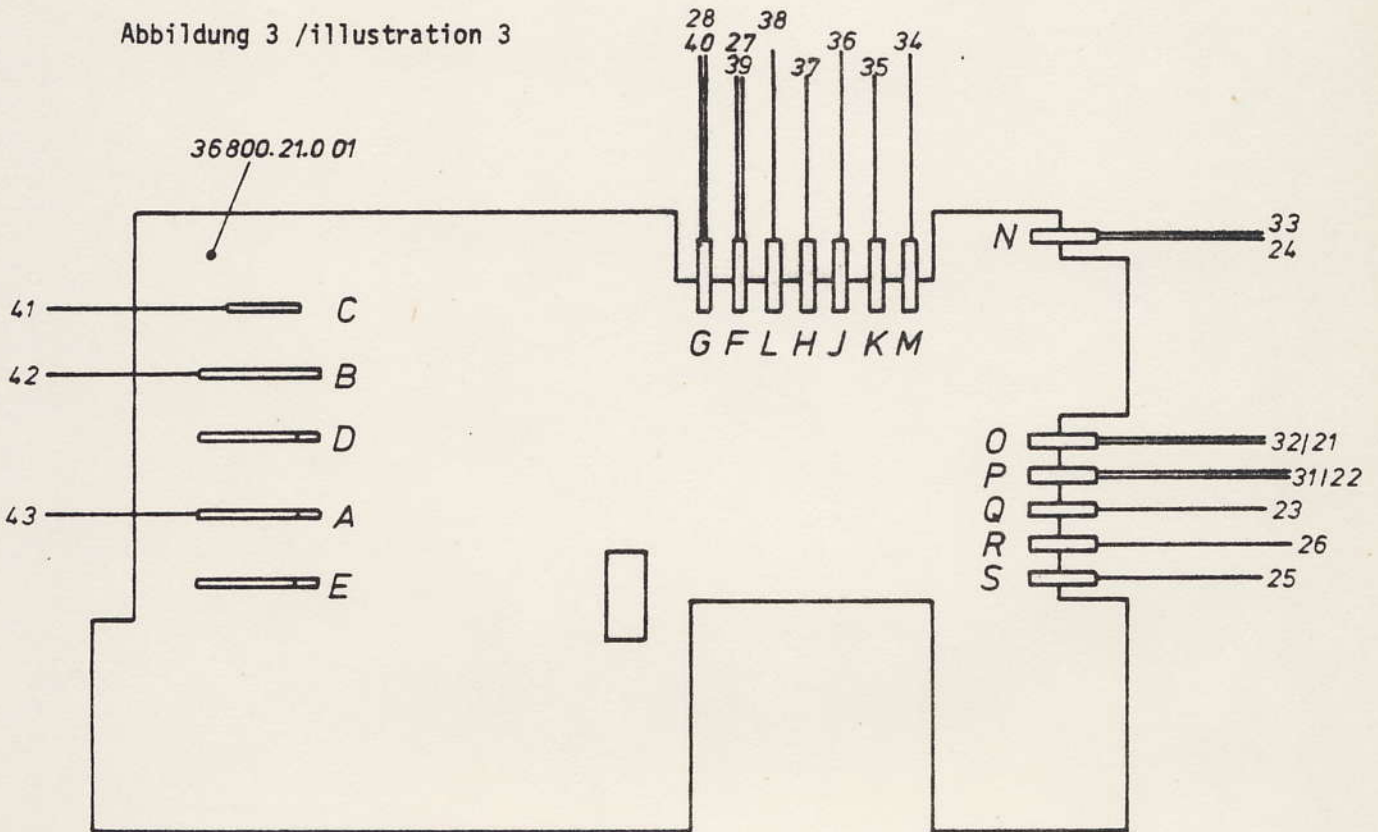 Abbildung 3 /illustration 3
28 38
40 27 36 34
39 37 35
36800.21.0 01
N 33
24
41 C
G F L H J K M
42 B
D O 32/21
P 31/22
43 A Q 23
R 26
E S 25